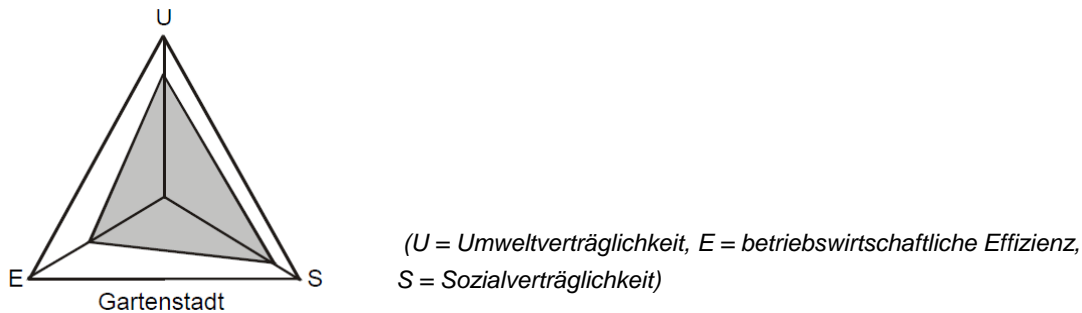 U
(U = Umweltverträglichkeit, E = betriebswirtschaftliche Effizienz,
E
S
S = Sozialverträglichkeit)
Gartenstadt